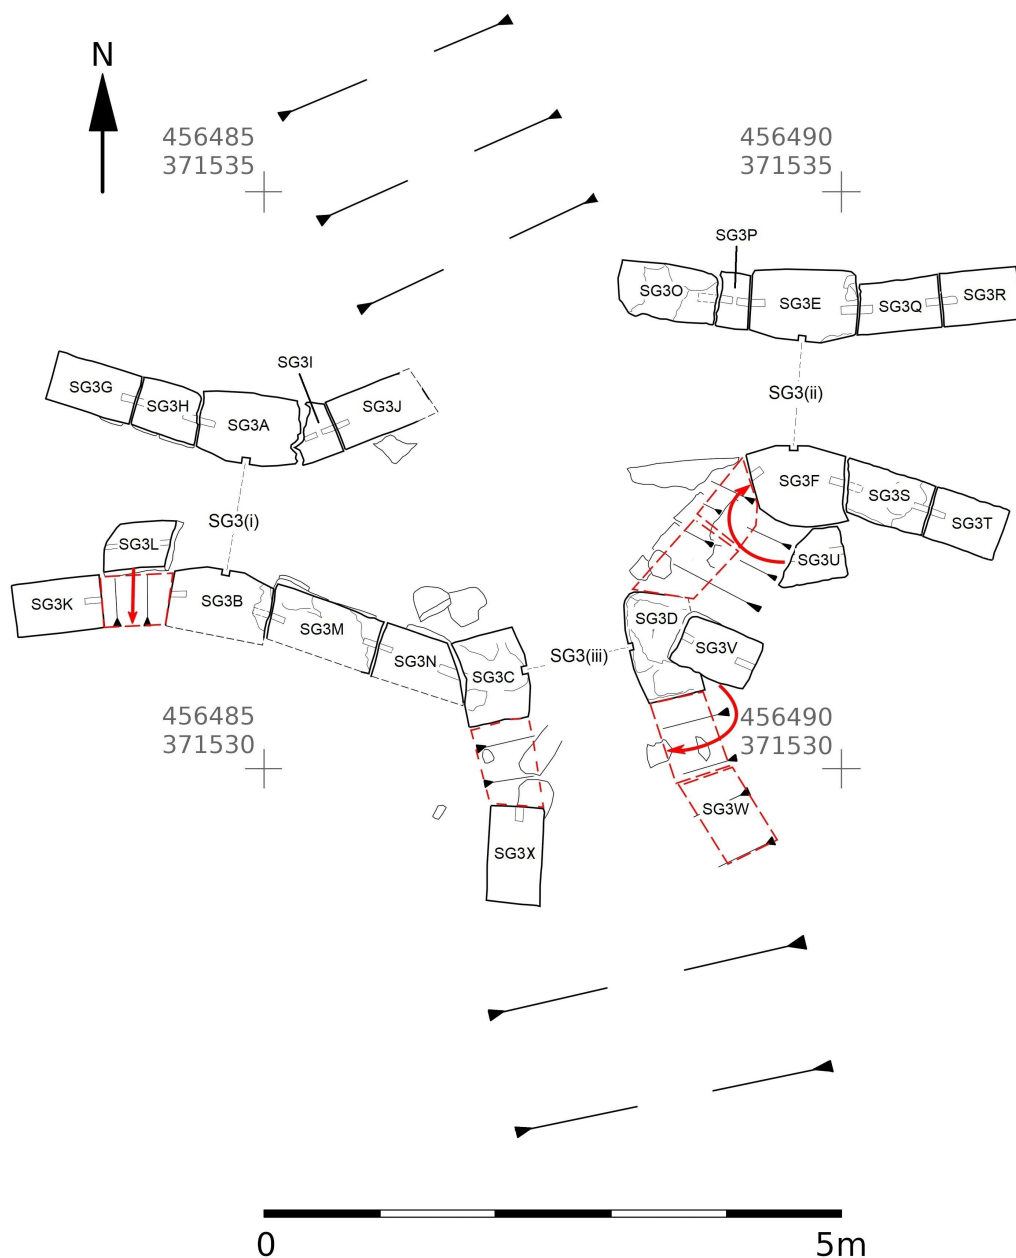 N
456485
371535
456490
371535
SG3P
SG3O
SG3E
SG3Q
SG3R
SG3I
SG3G
SG3H
SG3A
SG3J
SG3(ii)
SG3F
SG3S
SG3T
SG3(i)
SG3L
SG3U
SG3K
SG3B
SG3M
SG3N
SG3C
SG3(iii)
SG3D
SG3V
456485
371530
456490
371530
SG3W
SG3X
0
5m